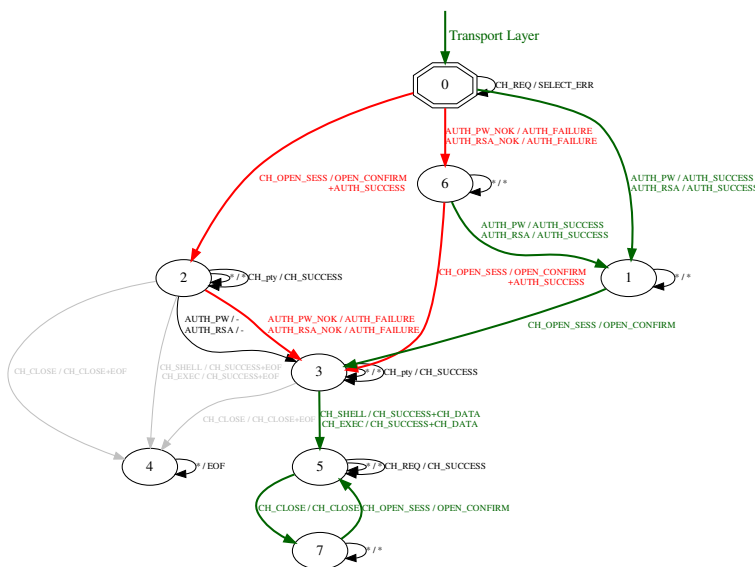 Transport Layer
0
CH_REQ / SELECT_ERR
AUTH_PW_NOK / AUTH_FAILURE
AUTH_RSA_NOK / AUTH_FAILURE
CH_OPEN_SESS / OPEN_CONFIRM
+AUTH_SUCCESS
6
* / *
AUTH_PW / AUTH_SUCCESS
AUTH_RSA / AUTH_SUCCESS
AUTH_PW / AUTH_SUCCESS
AUTH_RSA / AUTH_SUCCESS
2
* / *
CH_pty / CH_SUCCESS
CH_OPEN_SESS / OPEN_CONFIRM
+AUTH_SUCCESS
1
* / *
AUTH_PW / -
AUTH_RSA / -
AUTH_PW_NOK / AUTH_FAILURE
AUTH_RSA_NOK / AUTH_FAILURE
CH_OPEN_SESS / OPEN_CONFIRM
CH_CLOSE / CH_CLOSE+EOF
CH_SHELL / CH_SUCCESS+EOF
CH_EXEC / CH_SUCCESS+EOF
3
* / *
CH_pty / CH_SUCCESS
CH_CLOSE / CH_CLOSE+EOF
CH_SHELL / CH_SUCCESS+CH_DATA
CH_EXEC / CH_SUCCESS+CH_DATA
4
* / EOF
5
* / *
CH_REQ / CH_SUCCESS
CH_CLOSE / CH_CLOSE
CH_OPEN_SESS / OPEN_CONFIRM
7
* / *